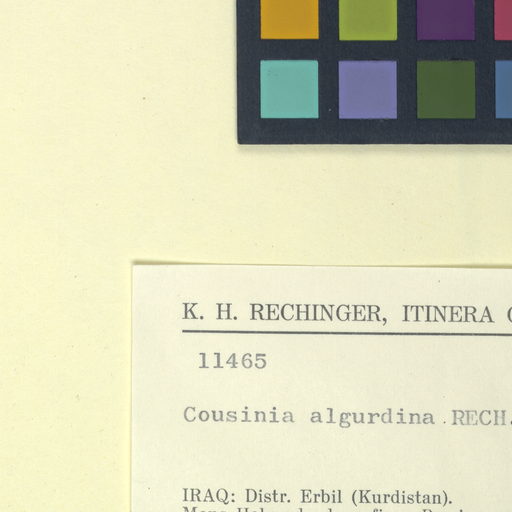 K. H. RECHINGER, ITINERA
11465
Cousinia algurdina RECH.
IRAQ: Distr. Erbil (Kurdistan).